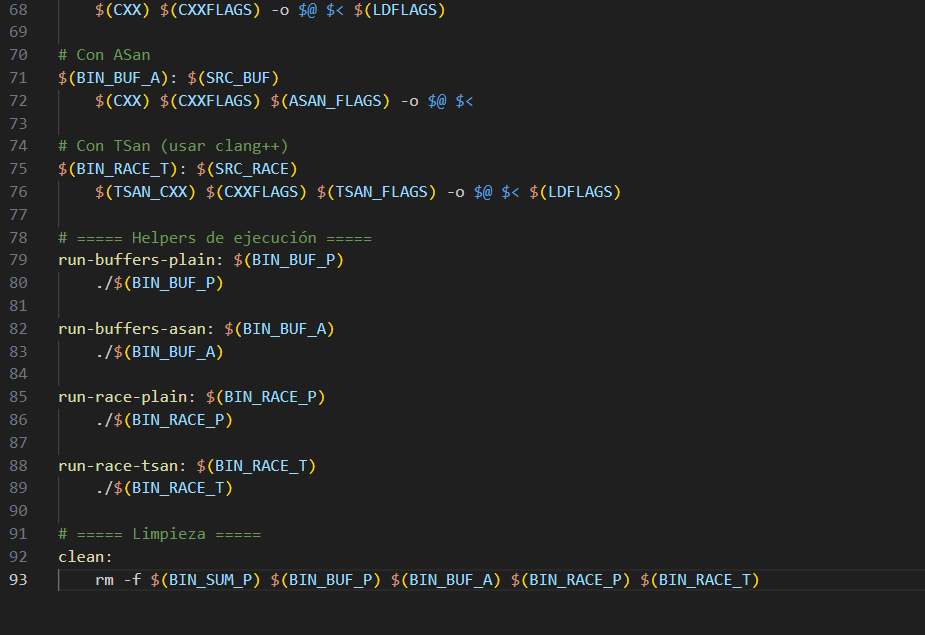 68 $(CXX) $(CXXFLAGS) -o $@ $< $(LDFLAGS)
69
70 # Con ASan
71 $(BIN_BUF_A): $(SRC_BUF)
72 $(CXX) $(CXXFLAGS) $(ASAN_FLAGS) -o $@ $<
73
74 # Con TSan (usar clang++)
75 $(BIN_RACE_T): $(SRC_RACE)
76 $(TSAN_CXX) $(CXXFLAGS) $(TSAN_FLAGS) -o $@ $< $(LDFLAGS)
77
78 # ===== Helpers de ejecución =====
79 run-buffers-plain: $(BIN_BUF_P)
80 ./$(BIN_BUF_P)
81
82 run-buffers-asan: $(BIN_BUF_A)
83 ./$(BIN_BUF_A)
84
85 run-race-plain: $(BIN_RACE_P)
86 ./$(BIN_RACE_P)
87
88 run-race-tsan: $(BIN_RACE_T)
89 ./$(BIN_RACE_T)
90
91 # ===== Limpieza =====
92 clean:
93 rm -f $(BIN_SUM_P) $(BIN_BUF_P) $(BIN_BUF_A) $(BIN_RACE_P) $(BIN_RACE_T)